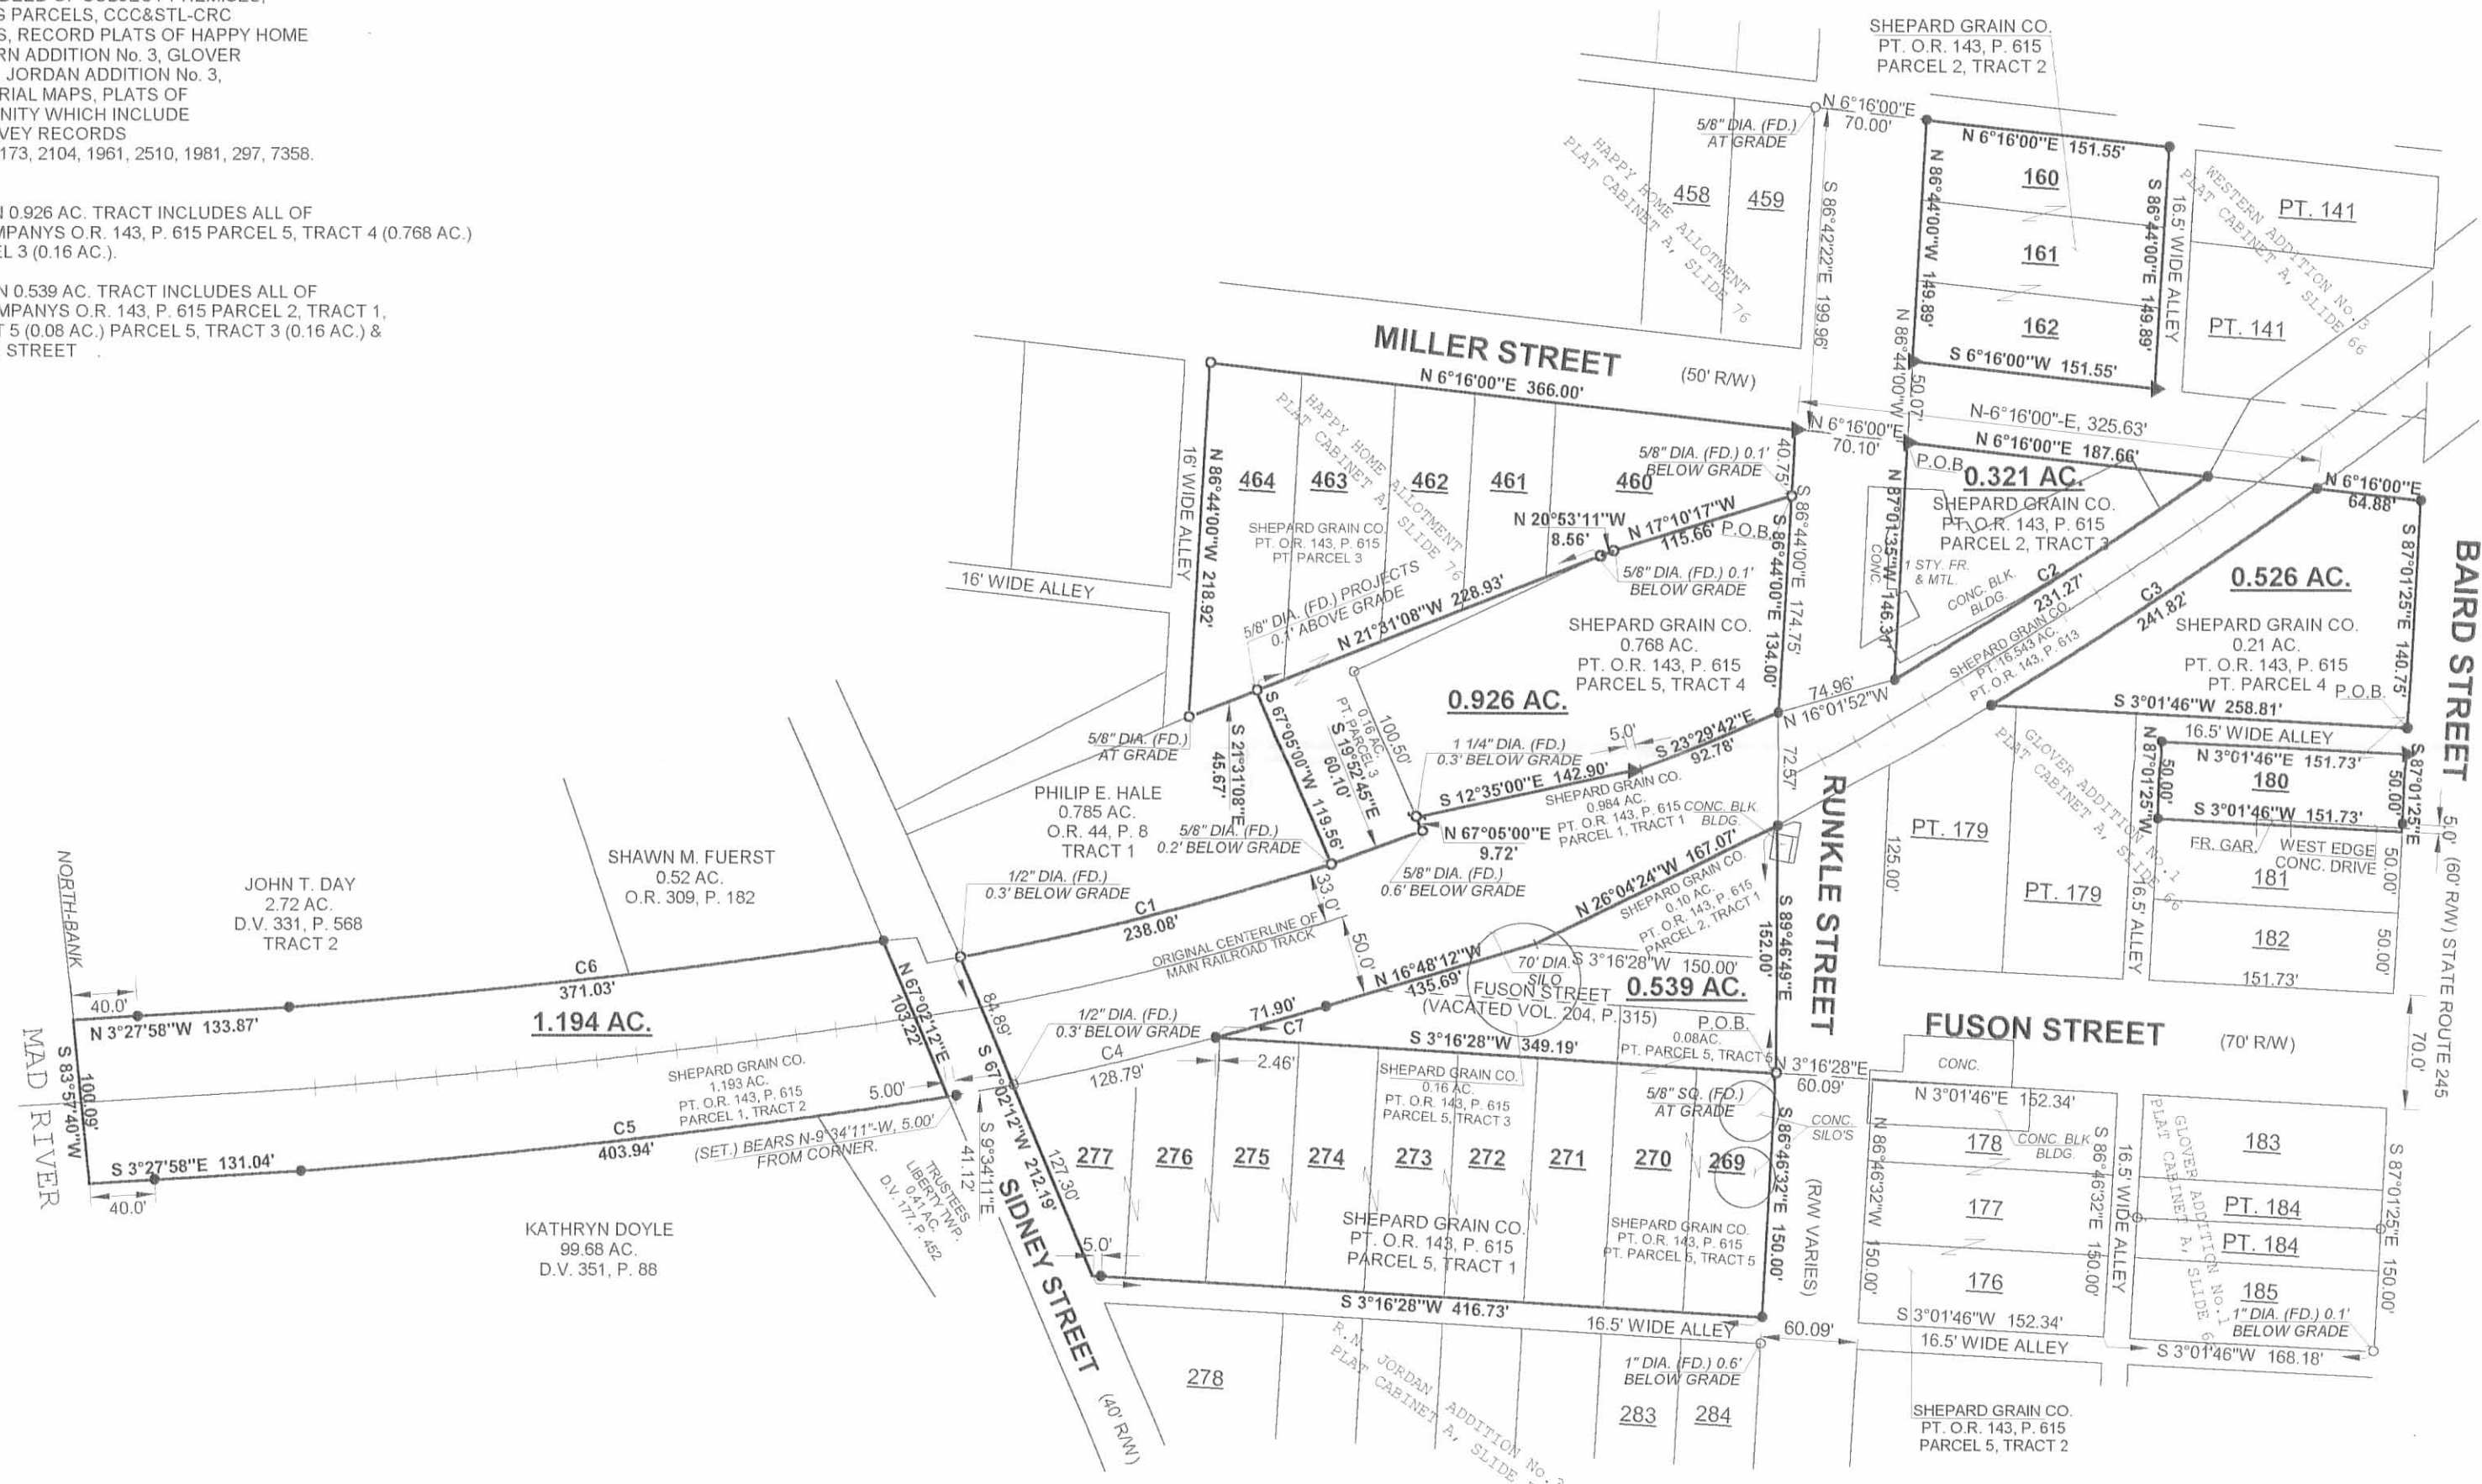 G PARCELS, CCC&STL-CRC
S, RECORD PLATS OF HAPPY HOME
RN ADDITION No. 3, GLOVER
JORDAN ADDITION No. 3,
RIAL MAPS, PLATS OF
NITY WHICH INCLUDE
VEY RECORDS
173, 2104, 1961, 2510, 1981, 297, 7358.
N 0.926 AC. TRACT INCLUDES ALL OF
MPANYS O.R. 143, P. 615 PARCEL 5, TRACT 4 (0.768 AC.)
EL 3 (0.16 AC.).
N 0.539 AC. TRACT INCLUDES ALL OF
MPANYS O.R. 143, P. 615 PARCEL 2, TRACT 1,
T 5 (0.08 AC.) PARCEL 5, TRACT 3 (0.16 AC.) &
STREET
SHEPARD GRAIN CO.
PT. O.R. 143, P. 615
PARCEL 2, TRACT 2
N 6°16'00"E
70.00'
5/8" DIA. (FD.)
AT GRADE
N 6°16'00"E 151.55'
HAPPY HOME ALLOTMENT
PLAT CABINET A, SLIDE 76
458
459
S 86°42'22"E 199.96'
N 86°44'00"W 149.89'
160
161
162
S 86°44'00"E 149.89'
16.5' WIDE ALLEY
WESTERN ADDITION No. 3
PLAT CABINET A, SLIDE 66
PT. 141
PT. 141
S 6°16'00"W 151.55'
N 86°44'00"W
50.07'
MILLER STREET
(50' R/W)
N 6°16'00"E 366.00'
N-6°16'00"-E, 325.63'
N 6°16'00"E
70.10'
N 6°16'00"E 187.66'
P.O.B.
0.321 AC.
SHEPARD GRAIN CO.
PT. O.R. 143, P. 615
PARCEL 2, TRACT 3
N 6°16'00"E
64.88'
16' WIDE ALLEY
N 86°44'00"W 218.92'
464
463
462
461
460
HAPPY HOME ALLOTMENT
PLAT CABINET A, SLIDE 76
5/8" DIA. (FD.) 0.1'
BELOW GRADE
40.75'
SHEPARD GRAIN CO.
PT. O.R. 143, P. 615
PT. PARCEL 3
N 20°53'11"W
8.56'
N 17°10'17"W
115.66'
P.O.B.
5/8" DIA. (FD.) 0.1'
BELOW GRADE
S 86°44'00"E 174.75'
S 86°44'00"E 134.00'
N 87°01'35"W 146.31'
CONC.
1 STY. FR.
& MTL.
CONC. BLK.
BLDG.
C2
231.27'
SHEPARD GRAIN CO.
PT. 16.543 AC.
PT. O.R. 143, P. 613
C3
241.82'
0.526 AC.
SHEPARD GRAIN CO.
0.21 AC.
PT. O.R. 143, P. 615
PT. PARCEL 4
P.O.B.
S 87°01'25"E 140.75'
BAIRD STREET
16' WIDE ALLEY
5/8" DIA. (FD.) PROJECTS
0.1' ABOVE GRADE
N 21°31'08"W 228.93'
SHEPARD GRAIN CO.
0.768 AC.
PT. O.R. 143, P. 615
PARCEL 5, TRACT 4
0.926 AC.
74.96'
N 16°01'52"W
S 3°01'46"W 258.81'
16.5' WIDE ALLEY
N 3°01'46"E 151.73'
180
S 3°01'46"W 151.73'
N 87°01'25"W
50.00'
S 87°01'25"E
50.00'
5.0'
(60' R/W) STATE ROUTE 245
5/8" DIA. (FD.)
AT GRADE
S 21°31'08"E
45.67'
S 67°05'00"W 119.56'
0.16 AC.
PT. PARCEL 3
S 19°52'45"E
60.10'
100.50'
1 1/4" DIA. (FD.)
0.3' BELOW GRADE
5.0'
S 23°29'42"E
92.78'
S 12°35'00"E 142.90'
SHEPARD GRAIN CO.
0.984 AC.
PT. O.R. 143, P. 615
PARCEL 1, TRACT 1
CONC. BLK.
BLDG.
72.57'
RUNKLE STREET
N 67°05'00"E
9.72'
5/8" DIA. (FD.)
0.6' BELOW GRADE
PHILIP E. HALE
0.785 AC.
O.R. 44, P. 8
TRACT 1
5/8" DIA. (FD.)
0.2' BELOW GRADE
1/2" DIA. (FD.)
0.3' BELOW GRADE
C1
238.08'
33.0'
50.0'
ORIGINAL CENTERLINE OF
MAIN RAILROAD TRACK
N 26°04'24"W 167.07'
SHEPARD GRAIN CO.
0.10 AC.
PT. O.R. 143, P. 615
PARCEL 2, TRACT 1
GLOVER ADDITION No. 1
PLAT CABINET A, SLIDE 66
PT. 179
125.00'
PT. 179
16.5' ALLEY
FR. GAR.
WEST EDGE
CONC. DRIVE
181
50.00'
182
50.00'
151.73'
S 89°46'49"E
152.00'
N 16°48'12"W
435.69'
70' DIA.
SILO
S 3°16'28"W 150.00'
FUSON STREET
(VACATED VOL. 204, P. 315)
0.539 AC.
P.O.B.
0.08AC.
PT. PARCEL 5, TRACT 5
FUSON STREET
(70' R/W)
70.0'
NORTH-BANK
JOHN T. DAY
2.72 AC.
D.V. 331, P. 568
TRACT 2
SHAWN M. FUERST
0.52 AC.
O.R. 309, P. 182
40.0'
C6
371.03'
N 3°27'58"W 133.87'
1.194 AC.
N 67°02'12"E
103.22'
84.89'
1/2" DIA. (FD.)
0.3' BELOW GRADE
71.90'
C7
C4
128.79'
2.46'
S 3°16'28"W 349.19'
MAD RIVER
S 83°57'40"W
100.09'
SHEPARD GRAIN CO.
1.193 AC.
PT. O.R. 143, P. 615
PARCEL 1, TRACT 2
5.00'
C5
403.94'
(SET.) BEARS N-9°34'11"-W, 5.00'
FROM CORNER.
S 3°27'58"E 131.04'
40.0'
KATHRYN DOYLE
99.68 AC.
D.V. 351, P. 88
TRUSTEES
LIBERTY TWP.
0.41 AC.
D.V. 177, P. 452
S 9°34'11"E
41.12'
S 67°02'12"W 212.19'
127.30'
SIDNEY STREET
(40' R/W)
277
276
275
274
273
272
271
270
269
SHEPARD GRAIN CO.
0.16 AC.
PT. O.R. 143, P. 615
PARCEL 5, TRACT 3
5/8" SQ. (FD.)
AT GRADE
N 3°16'28"E
60.09'
CONC.
SILO'S
SHEPARD GRAIN CO.
PT. O.R. 143, P. 615
PARCEL 5, TRACT 1
SHEPARD GRAIN CO.
PT. O.R. 143, P. 615
PT. PARCEL 5, TRACT 5
S 86°46'32"E 150.00'
(R/W VARIES)
5.0'
S 3°16'28"W 416.73'
16.5' WIDE ALLEY
60.09'
1" DIA. (FD.) 0.6'
BELOW GRADE
278
283
284
R.M. JORDAN ADDITION No. 3
PLAT CABINET A, SLIDE
CONC.
N 3°01'46"E 152.34'
N 86°46'32"W 150.00'
178
CONC. BLK
BLDG.
177
176
S 86°46'32"E 150.00'
16.5' WIDE ALLEY
GLOVER ADDITION No. 1
PLAT CABINET A, SLIDE 6
183
PT. 184
PT. 184
185
S 87°01'25"E 150.00'
1" DIA. (FD.) 0.1'
BELOW GRADE
S 3°01'46"W 152.34'
16.5' WIDE ALLEY
S 3°01'46"W 168.18'
SHEPARD GRAIN CO.
PT. O.R. 143, P. 615
PARCEL 5, TRACT 2